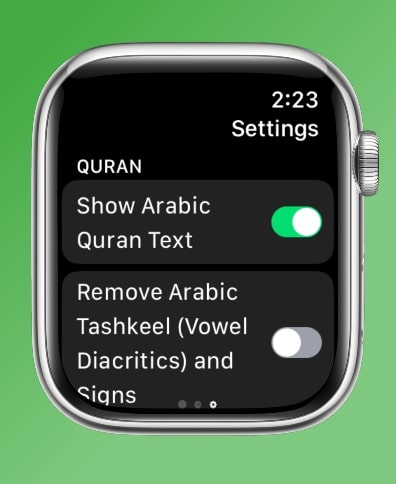 2:23
Settings
QURAN
Show Arabic
Quran Text
Remove Arabic
Tashkeel (Vowel
Diacritics) and
Signs